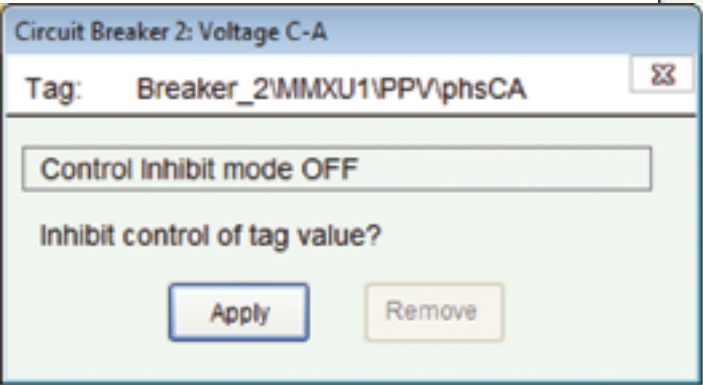 Circuit Breaker 2: Voltage C-A
Tag: Breaker_2\MMXU1\PPV\phsCA
Control Inhibit mode OFF
Inhibit control of tag value?
Apply Remove